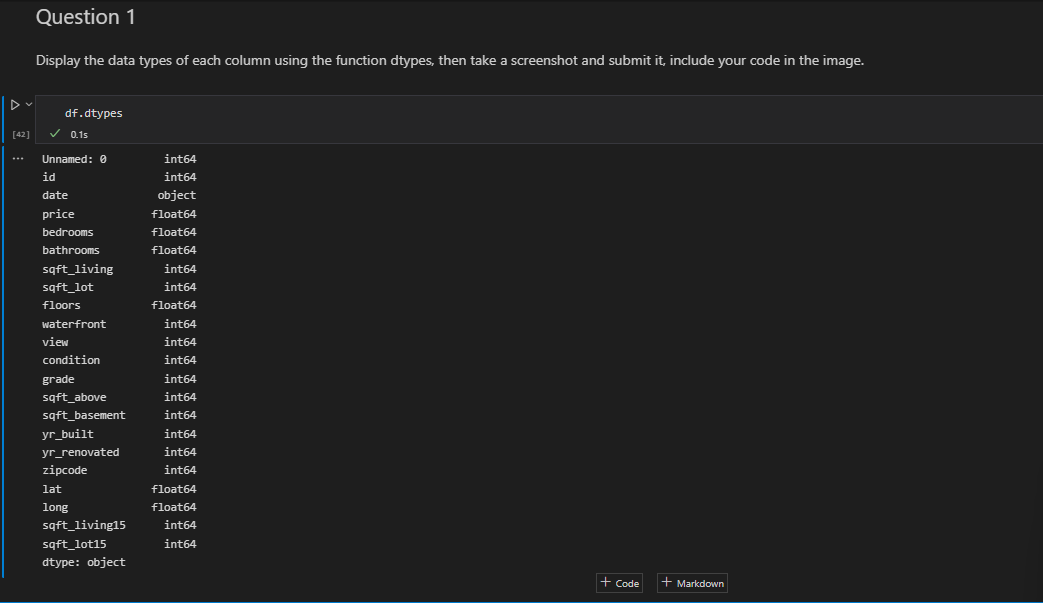 Question 1
Display the data types of each column using the function dtypes, then take a screenshot and submit it, include your code in the image.
df.dtypes
[42] 0.1s
Unnamed: 0 int64
id int64
date object
price float64
bedrooms float64
bathrooms float64
sqft_living int64
sqft_lot int64
floors float64
waterfront int64
view int64
condition int64
grade int64
sqft_above int64
sqft_basement int64
yr_built int64
yr_renovated int64
zipcode int64
lat float64
long float64
sqft_living15 int64
sqft_lot15 int64
dtype: object
+ Code + Markdown